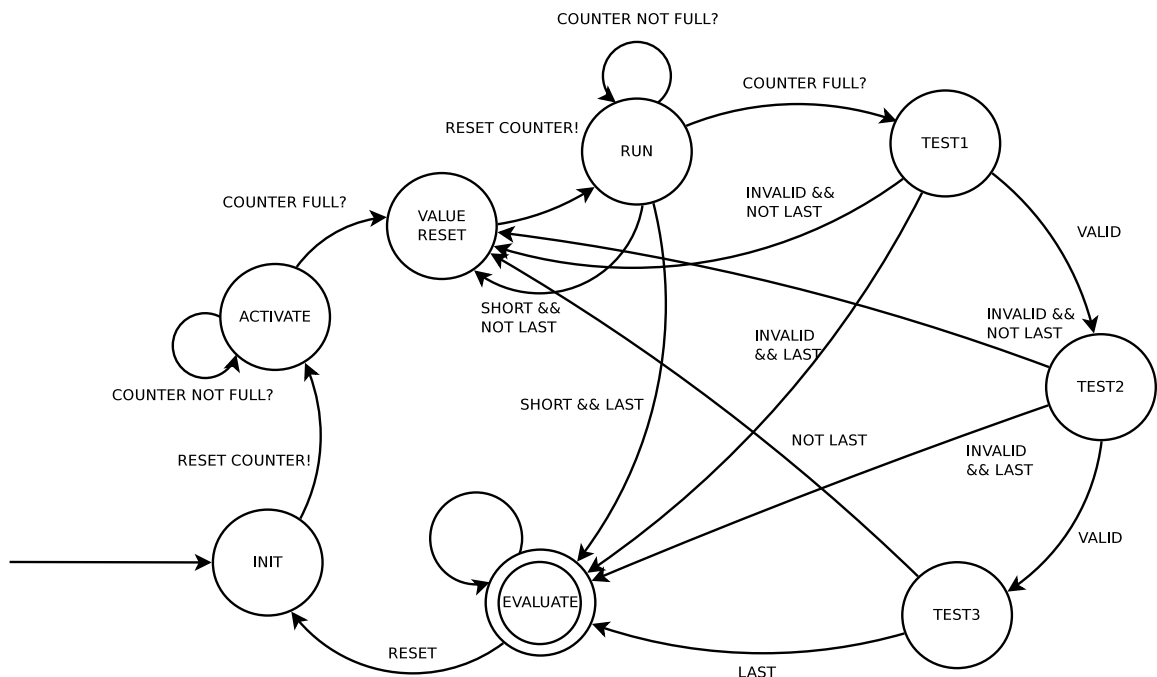 COUNTER NOT FULL?
COUNTER FULL?
RESET COUNTER!
RUN
TEST1
INVALID &&
NOT LAST
COUNTER FULL?
VALUE
RESET
VALID
SHORT &&
NOT LAST
ACTIVATE
INVALID &&
NOT LAST
INVALID
&& LAST
COUNTER NOT FULL?
TEST2
SHORT && LAST
NOT LAST
INVALID
&& LAST
RESET COUNTER!
VALID
INIT
EVALUATE
TEST3
RESET
LAST